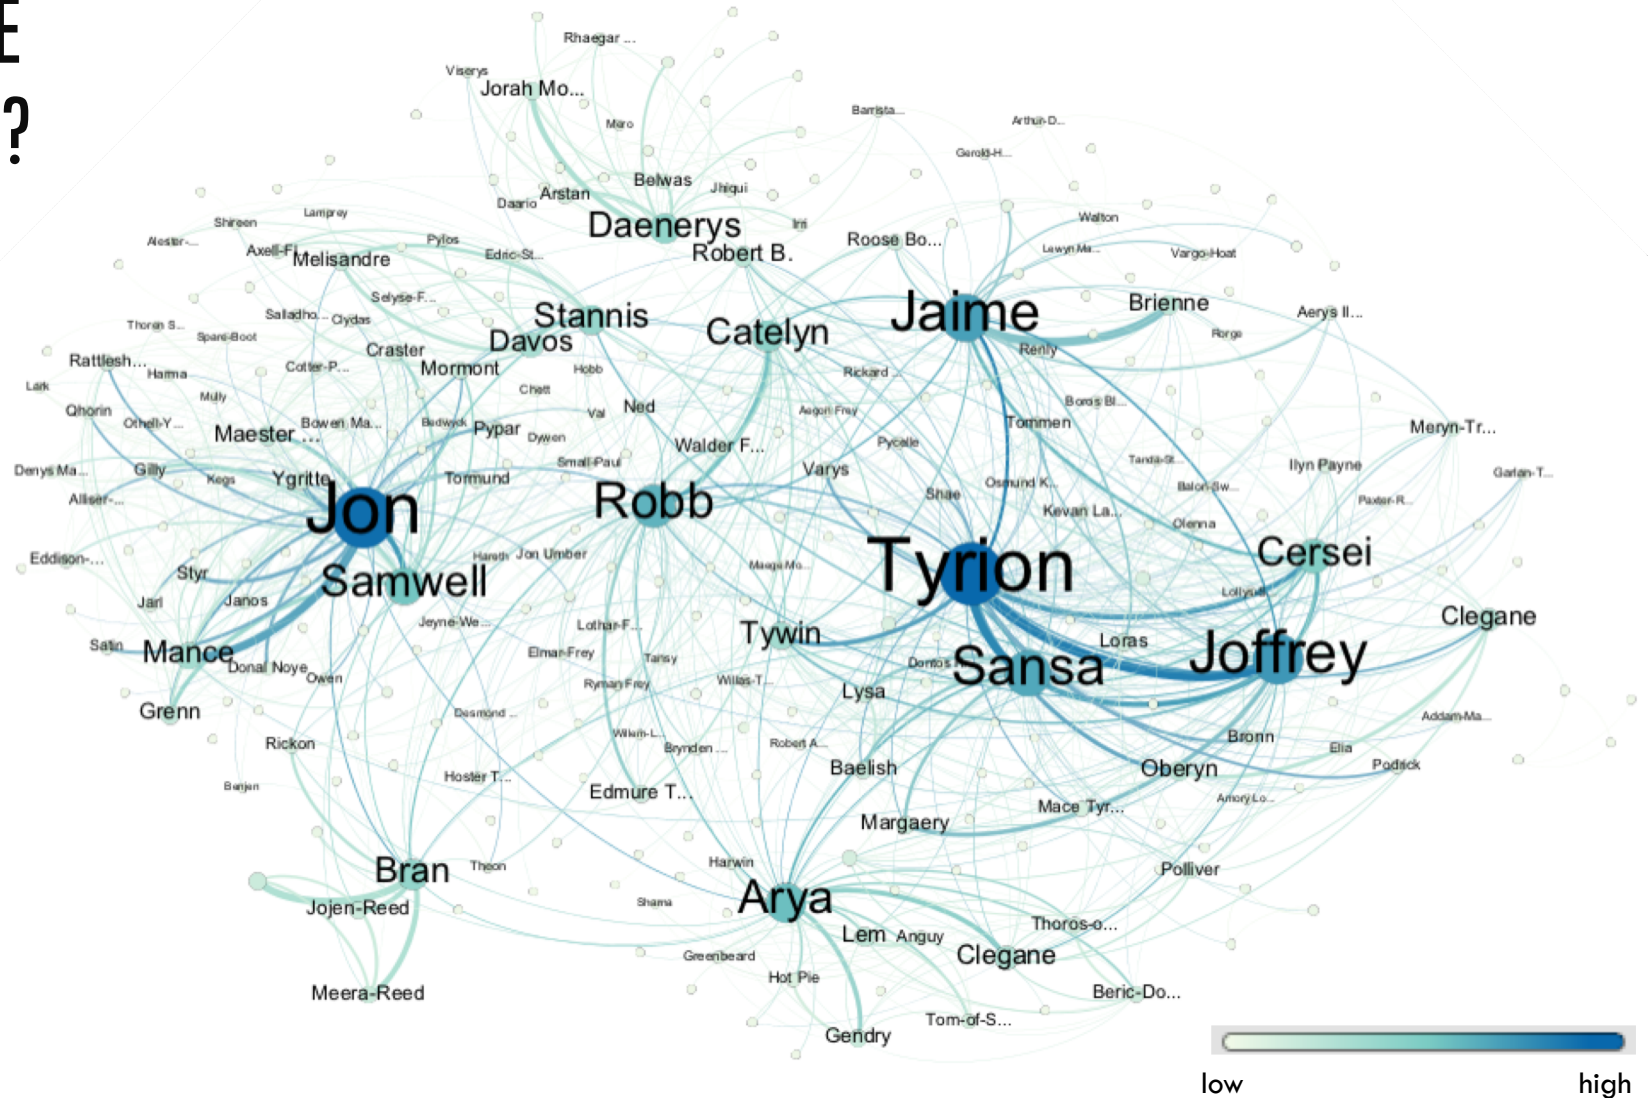 E
?
Rhaegar ...
Viserys
Jorah Mo...
Barrista...
Maro
Arthur-D...
Gerold-H...
Belwas
Jhiqui
Arstan
Daario
Lamprey
Walton
Shireen
Irri
Daenerys
Alester-...
Pylos
Roose Bo...
Axell-Fl
Lewyn-Ma...
Robert B.
Vargo-Hoat
Edric-St...
Melisandre
Selyse-F...
Brienne
Aerys II...
Salladho...
Jaime
Stannis
Clydas
Thoren S...
Catelyn
Rorge
Spare-Boot
Davos
Craster
Renly
Rattlesh...
Cotter-P...
Mormont
Hobb
Rickard ...
Harma
Lark
Chett
Mully
Boros Bl...
Ned
Qhorin
Val
Aegon Frey
Othell-Y...
Bowen Ma...
Bedwyck
Tommen
Pypar
Meryn-Tr...
Maester ...
Dywen
Pycelle
Walder F...
Tanda-St...
Small-Paul
Ilyn Payne
Denys Ma...
Gilly
Varys
Garlan-T...
Kegs
Ygritte
Tormund
Osmund K...
Balon-Sw...
Shae
Alliser-...
Paxter-R...
Robb
Jon
Kevan La...
Olenna
Eddison-...
Hareth
Jon Umber
Cersei
Maege Mo...
Tyrion
Styr
Samwell
Lollys-S
Jarl
Janos
Clegane
Jeyne-We...
Lothar-F...
Tywin
Loras
Satin
Mance
Elmar-Frey
Tansy
Joffrey
Donal Noye
Dontos
Sansa
Owen
Ryman Frey
Willas-T...
Lysa
Grenn
Desmond ...
Addam-Ma...
Willem-L...
Bronn
Rickon
Brynden ...
Robert A...
Elia
Podrick
Baelish
Oberyn
Hoster T...
Benjen
Edmure T...
Amory Lo...
Mace Tyr...
Margaery
Harwin
Theon
Bran
Polliver
Arya
Shama
Jojen-Reed
Thoros-o...
Lem
Anguy
Greenbeard
Clegane
Hot Pie
Meera-Reed
Beric-Do...
Tom-of-S...
Gendry
low
high